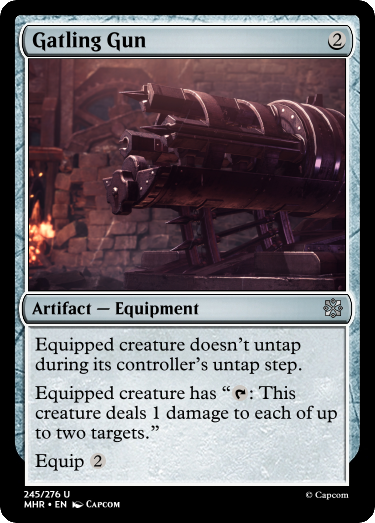 Gatling Gun 2
Artifact — Equipment
Equipped creature doesn't untap
during its controller's untap step.
Equipped creature has “: This
creature deals 1 damage to each of up
to two targets.”
Equip 2
245/276 U
MHR • EN Capcom
© Capcom